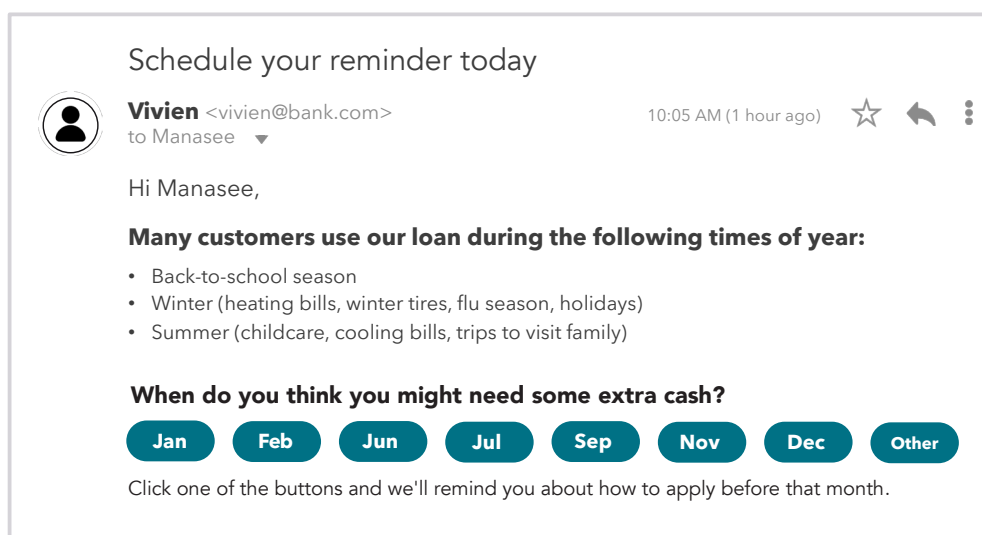 Schedule your reminder today
Vivien <vivien@bank.com>
10:05 AM (1 hour ago)
to Manasee
Hi Manasee,
Many customers use our loan during the following times of year:
• Back-to-school season
• Winter (heating bills, winter tires, flu season, holidays)
• Summer (childcare, cooling bills, trips to visit family)
When do you think you might need some extra cash?
Jan Feb Jun Jul Sep Nov Dec Other
Click one of the buttons and we'll remind you about how to apply before that month.